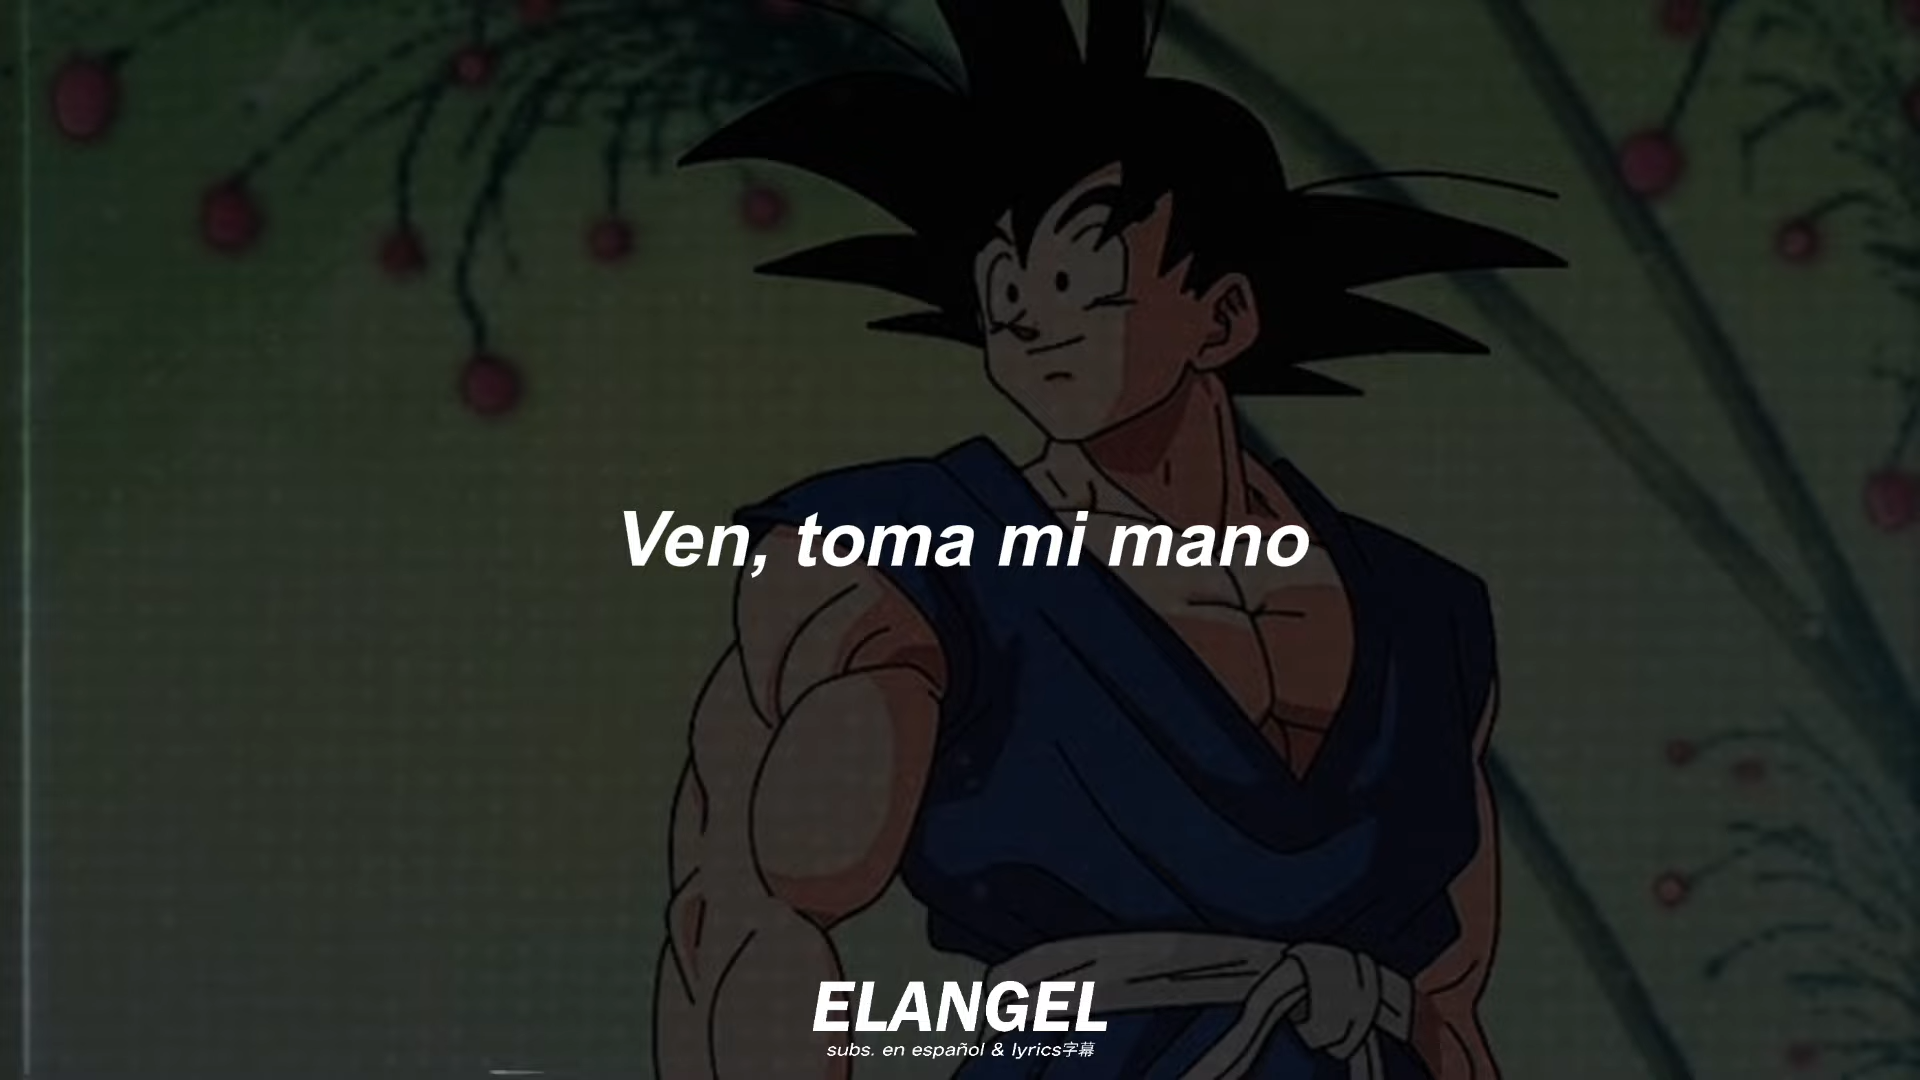 Ven, toma mi mano
ELANGEL
subs. en español & lyrics字幕